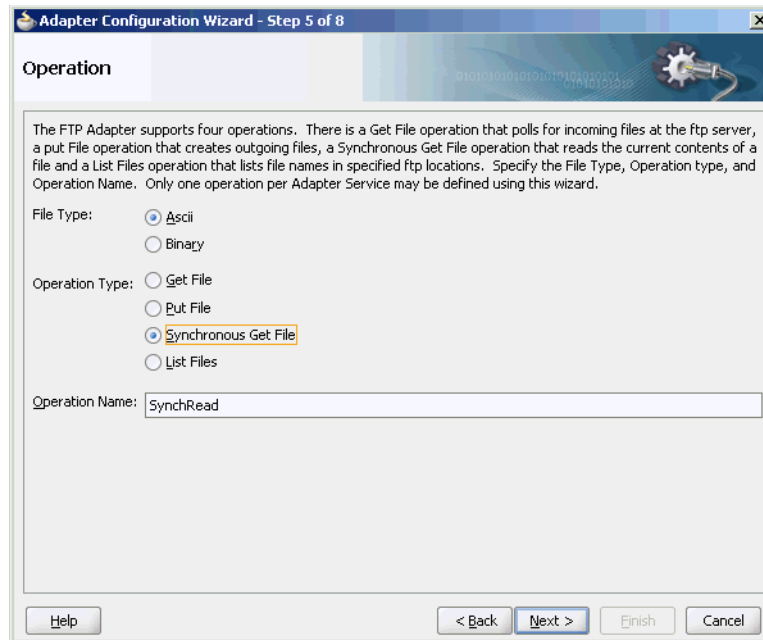 Adapter Configuration Wizard - Step 5 of 8
Operation
The FTP Adapter supports four operations. There is a Get File operation that polls for incoming files at the ftp server,
a put File operation that creates outgoing files, a Synchronous Get File operation that reads the current contents of a
file and a List Files operation that lists file names in specified ftp locations. Specify the File Type, Operation type, and
Operation Name. Only one operation per Adapter Service may be defined using this wizard.
File Type: Ascii
Binary
Operation Type: Get File
Put File
Synchronous Get File
List Files
Operation Name: SynchRead
Help < Back Next > Finish Cancel